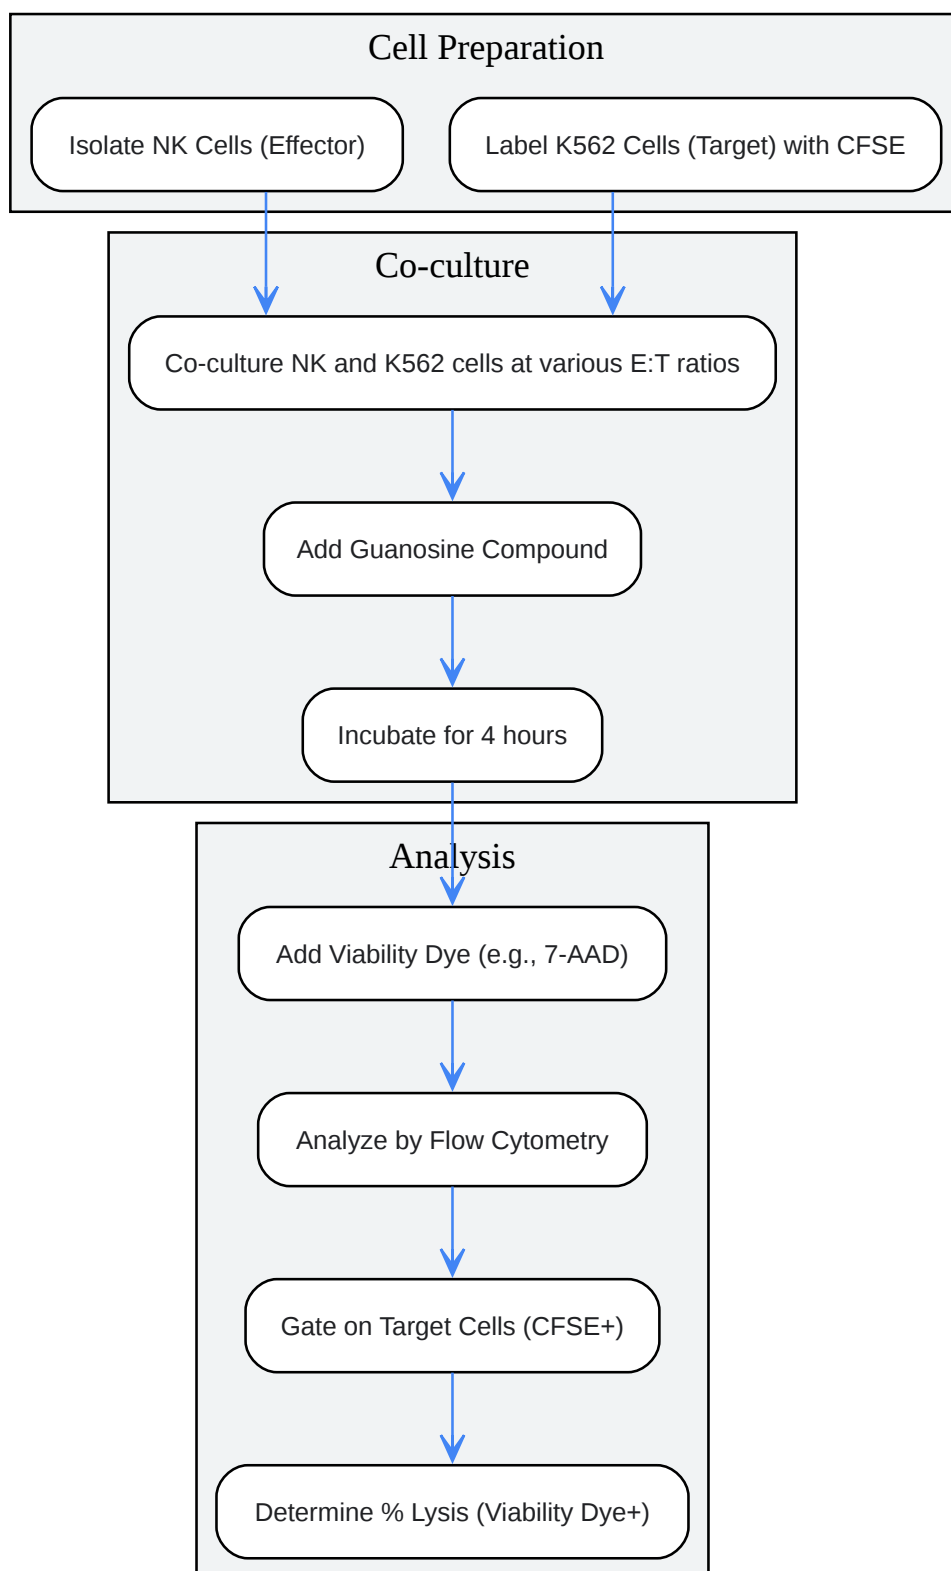 Cell Preparation
Isolate NK Cells (Effector)
Label K562 Cells (Target) with CFSE
Co-culture
Co-culture NK and K562 cells at various E:T ratios
Add Guanosine Compound
Incubate for 4 hours
Analysis
Add Viability Dye (e.g., 7-AAD)
Analyze by Flow Cytometry
Gate on Target Cells (CFSE+)
Determine % Lysis (Viability Dye+)